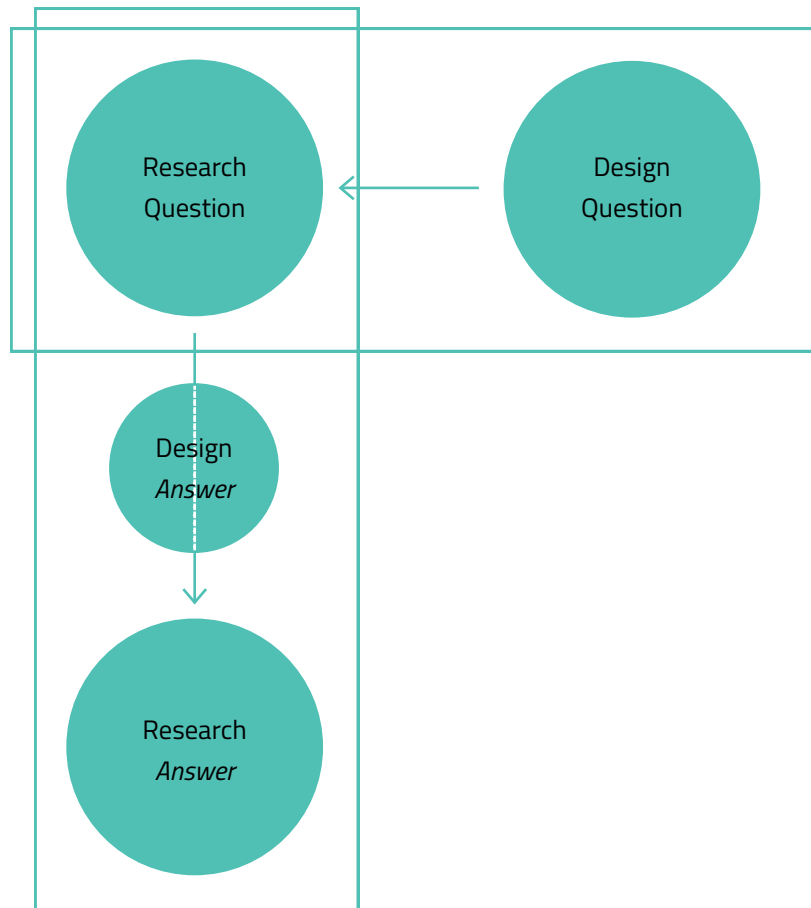 Research
Question
Design
Question
Design
Answer
Research
Answer